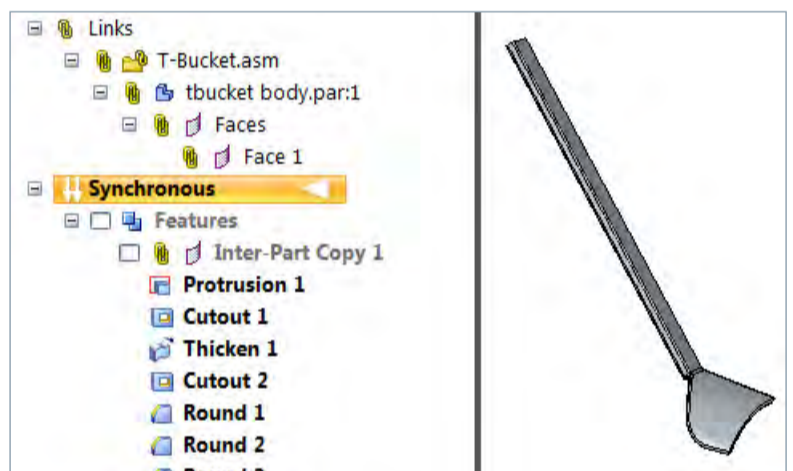 Links
T-Bucket.asm
tbucket body.par:1
Faces
Face 1
Synchronous
Features
Inter-Part Copy 1
Protrusion 1
Cutout 1
Thicken 1
Cutout 2
Round 1
Round 2